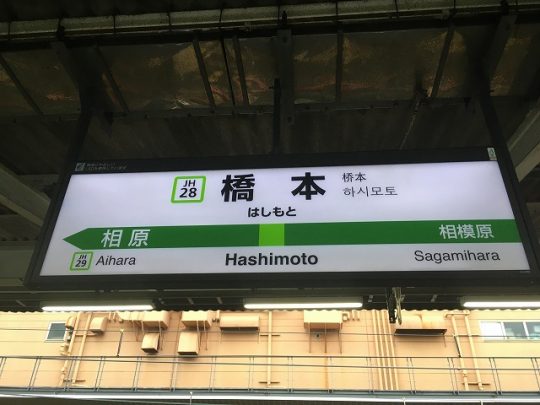 JH
28
橋本
桥本
하시모토
はしもと
相原
相模原
JH
29
Aihara
Hashimoto
Sagamihara